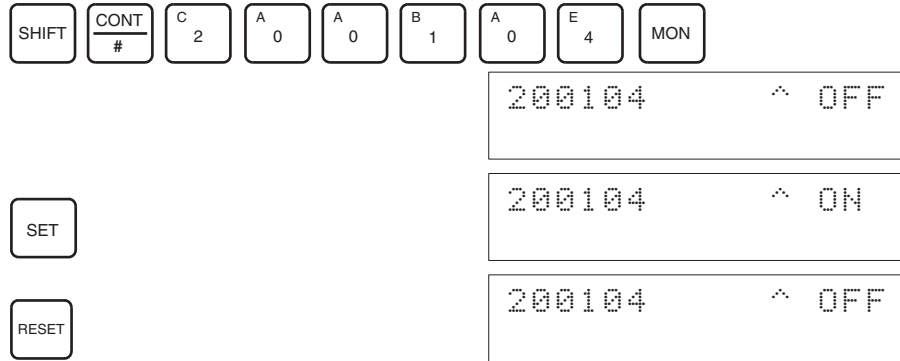 SHIFT CONT # C 2 A 0 A 0 B 1 A 0 E 4 MON
200104 ^ OFF
SET 200104 ^ ON
RESET 200104 ^ OFF